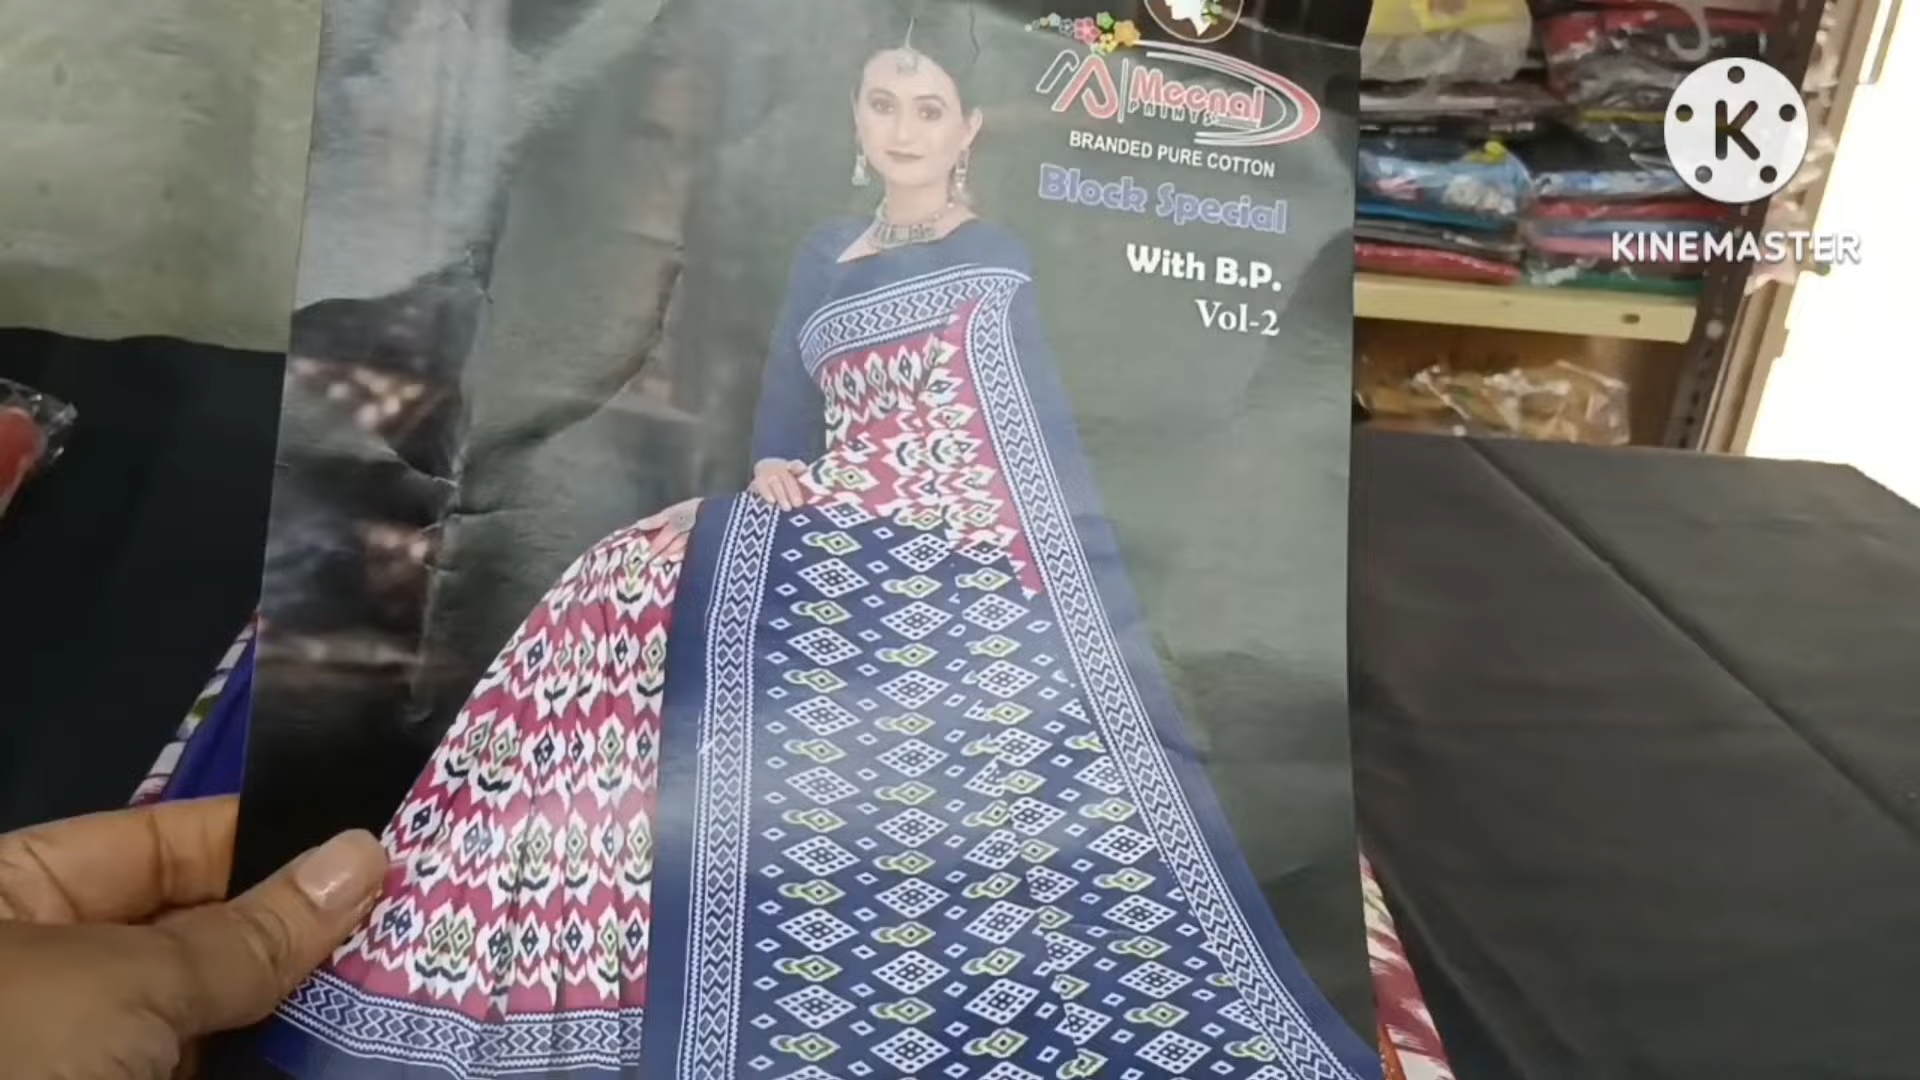 Meenal
PRINTS
BRANDED PURE COTTON
Block Special
With B.P.
Vol-2
K
KINEMASTER